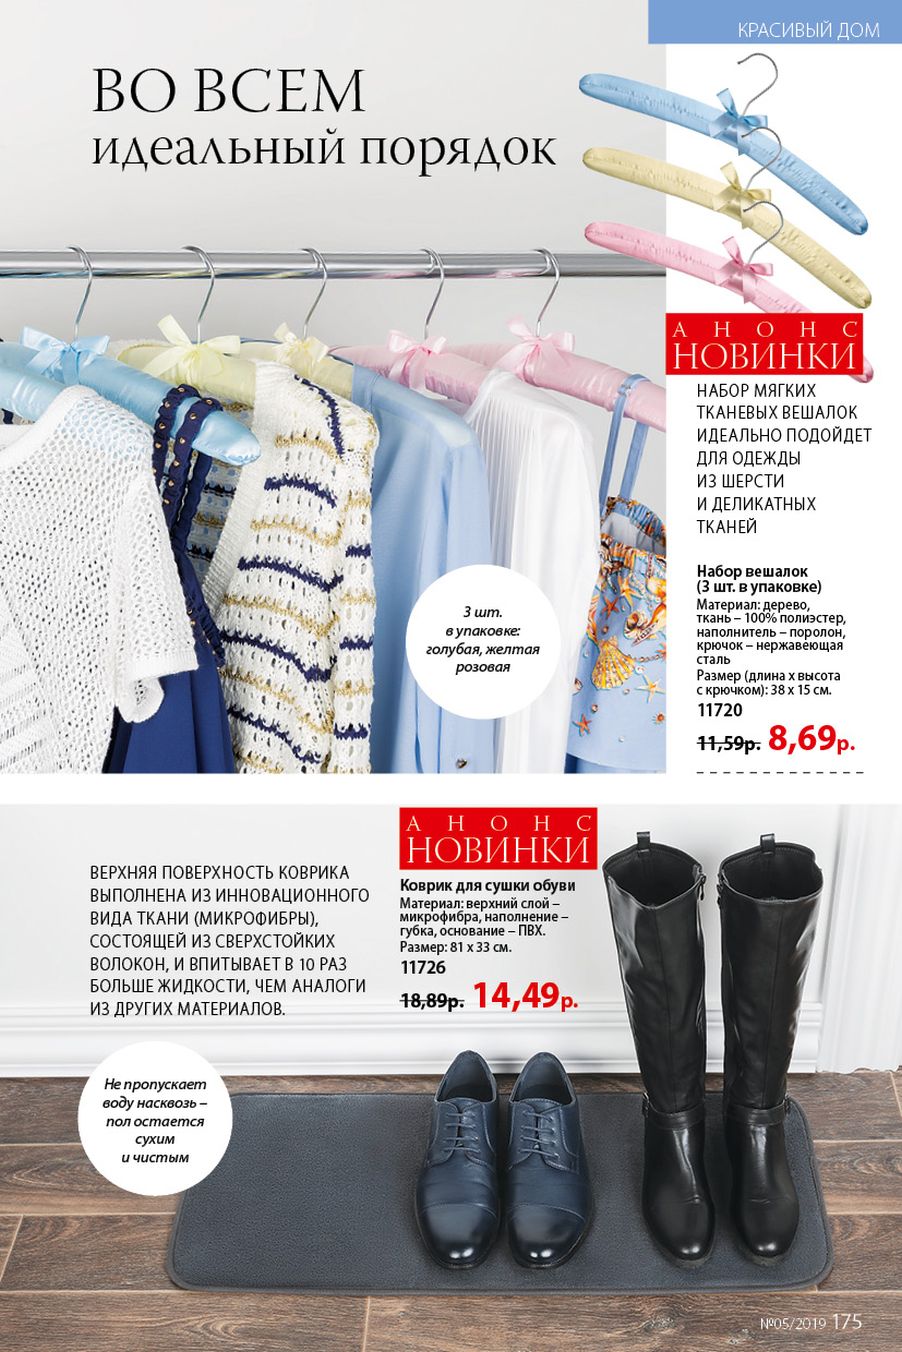 КРАСИВЫЙ ДОМ
ВО ВСЕМ
идеальный порядок
АНОНС
НОВИНКИ
НАБОР МЯГКИХ
ТКАНЕВЫХ ВЕШАЛОК
ИДЕАЛЬНО ПОДОЙДЕТ
ДЛЯ ОДЕЖДЫ
ИЗ ШЕРСТИ
И ДЕЛИКАТНЫХ
ТКАНЕЙ
Набор вешалок
(3 шт. в упаковке)
Материал: дерево,
ткань – 100% полиэстер,
наполнитель – поролон,
крючок – нержавеющая
сталь
Размер (длина х высота
с крючком): 38 х 15 см.
11720
11,59р. 8,69р.
3 шт.
в упаковке:
голубая, желтая
розовая
АНОНС
НОВИНКИ
Коврик для сушки обуви
Материал: верхний слой –
микрофибра, наполнение –
губка, основание – ПВХ.
Размер: 81 х 33 см.
11726
18,89р. 14,49р.
ВЕРХНЯЯ ПОВЕРХНОСТЬ КОВРИКА
ВЫПОЛНЕНА ИЗ ИННОВАЦИОННОГО
ВИДА ТКАНИ (МИКРОФИБРЫ),
СОСТОЯЩЕЙ ИЗ СВЕРХСТОЙКИХ
ВОЛОКОН, И ВПИТЫВАЕТ В 10 РАЗ
БОЛЬШЕ ЖИДКОСТИ, ЧЕМ АНАЛОГИ
ИЗ ДРУГИХ МАТЕРИАЛОВ.
Не пропускает
воду насквозь –
пол остается
сухим
и чистым
№05/2019 175